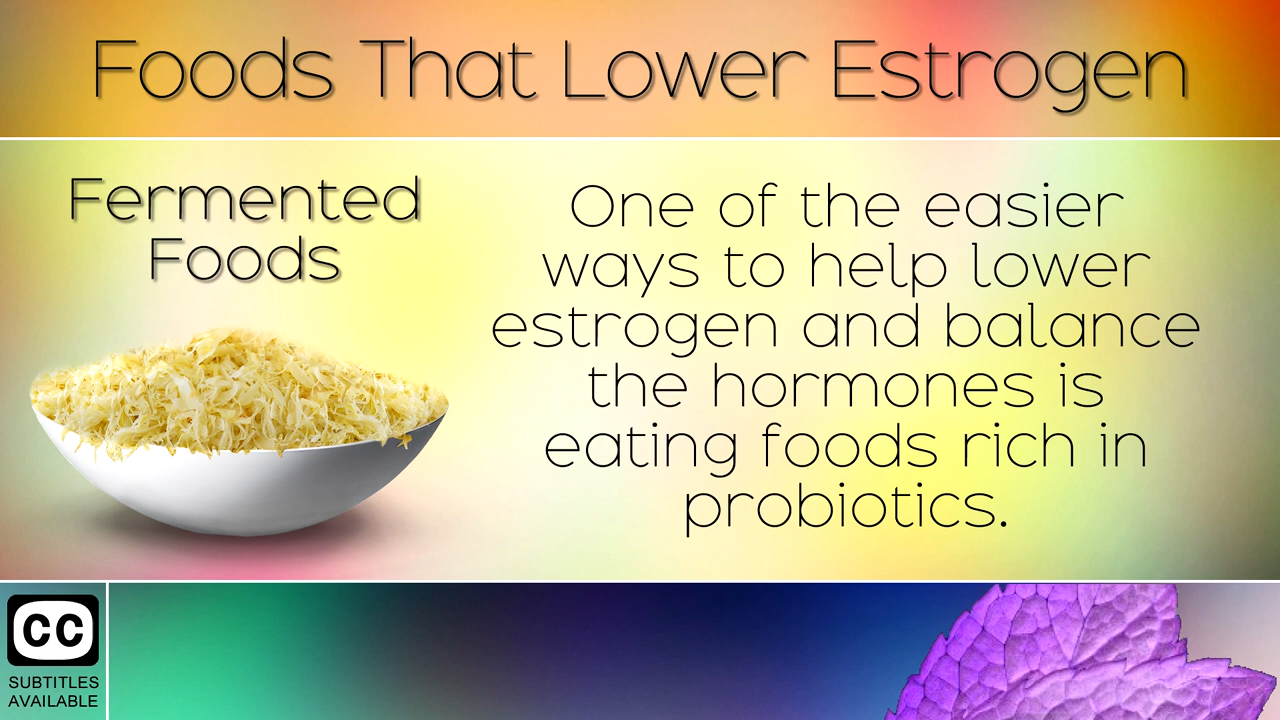 Foods That Lower Estrogen
Fermented
Foods
One of the easier
ways to help lower
estrogen and balance
the hormones is
eating foods rich in
probiotics.
CC
SUBTITLES
AVAILABLE